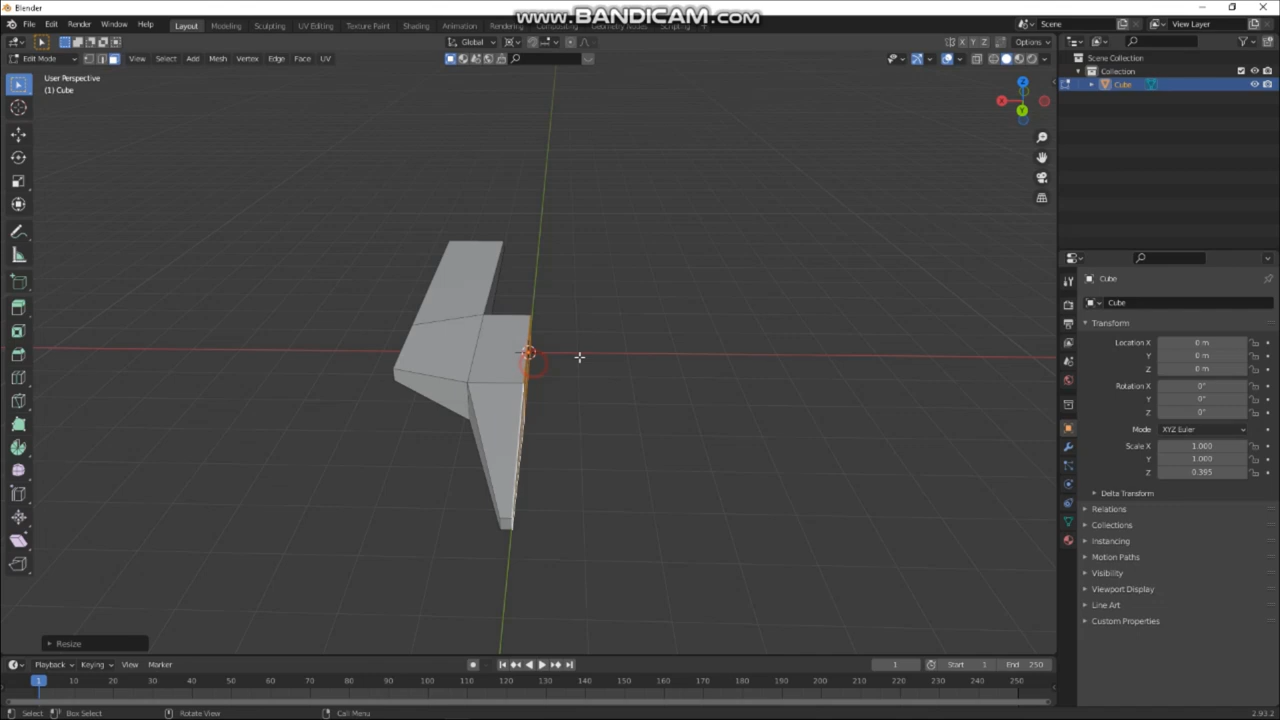 Blender
www.BANDICAM.com
File Edit Render Window Help Layout Modeling Sculpting UV Editing Texture Paint Shading Animation Rendering Compositing Geometry Nodes Scripting + Scene View Layer
Global Options
Edit Mode View Select Add Mesh Vertex Edge Face UV
User Perspective
(1) Cube
Scene Collection
Collection
Cube
Cube
Cube
Transform
Location X 0 m
Y 0 m
Z 0 m
Rotation X 0°
Y 0°
Z 0°
Mode XYZ Euler
Scale X 1.000
Y 1.000
Z 0.395
Delta Transform
Relations
Collections
Instancing
Motion Paths
Visibility
Viewport Display
Line Art
Custom Properties
Resize
Playback Keying View Marker 1 Start 1 End 250
1 10 20 30 40 50 60 70 80 90 100 110 120 130 140 150 160 170 180 190 200 210 220 230 240 250
Select Box Select Rotate View Call Menu 2.93.2